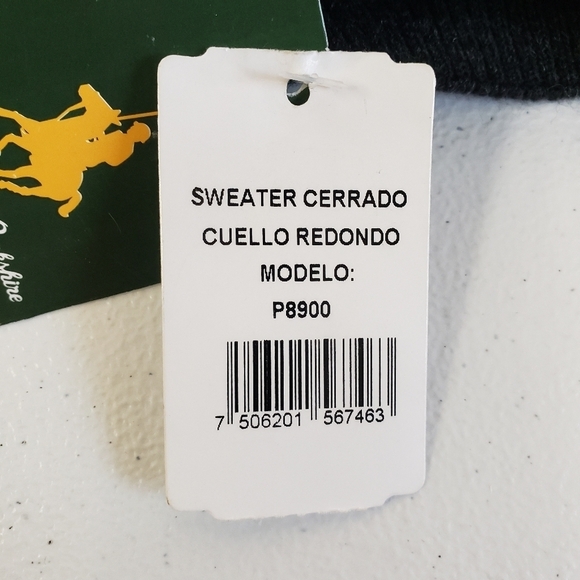 SWEATER CERRADO
CUELLO REDONDO
MODELO:
P8900
7 506201 567463